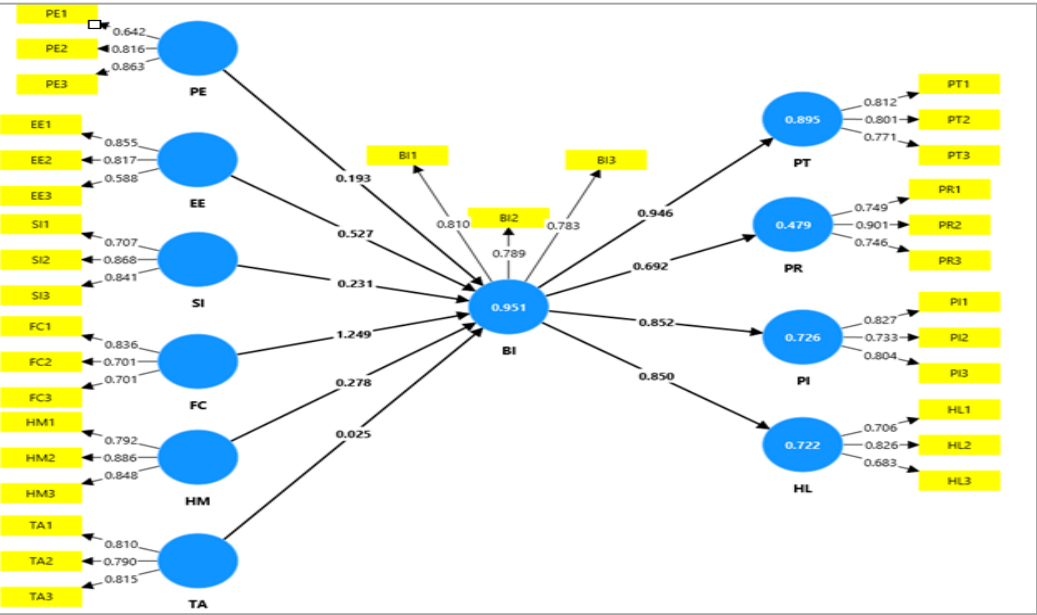 PE1
0.642
PE2
0.816
PE3
0.863
PE
EE1
0.855
EE2
0.817
EE3
0.588
EE
SI1
0.707
SI2
0.868
SI3
0.841
SI
FC1
0.836
FC2
0.701
FC3
0.701
FC
HM1
0.792
HM2
0.886
HM3
0.848
HM
TA1
0.810
TA2
0.790
TA3
0.815
TA
0.193
0.527
0.231
1.249
0.278
0.025
BI1
0.810
BI2
0.789
BI3
0.783
0.951
BI
0.946
0.692
0.852
0.850
0.895
PT
0.812
PT1
0.801
PT2
0.771
PT3
0.479
PR
0.749
PR1
0.901
PR2
0.746
PR3
0.726
PI
0.827
PI1
0.733
PI2
0.804
PI3
0.722
HL
0.706
HL1
0.826
HL2
0.683
HL3